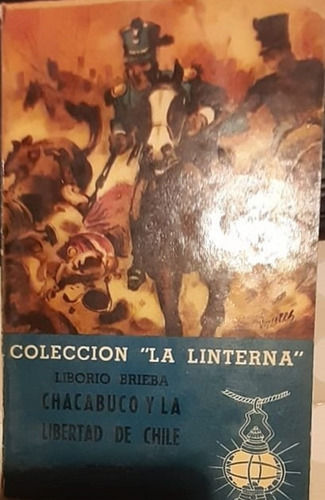 COLECCION "LA LINTERNA"
LIBORIO BRIEBA
CHACABUCO Y LA
LIBERTAD DE CHILE